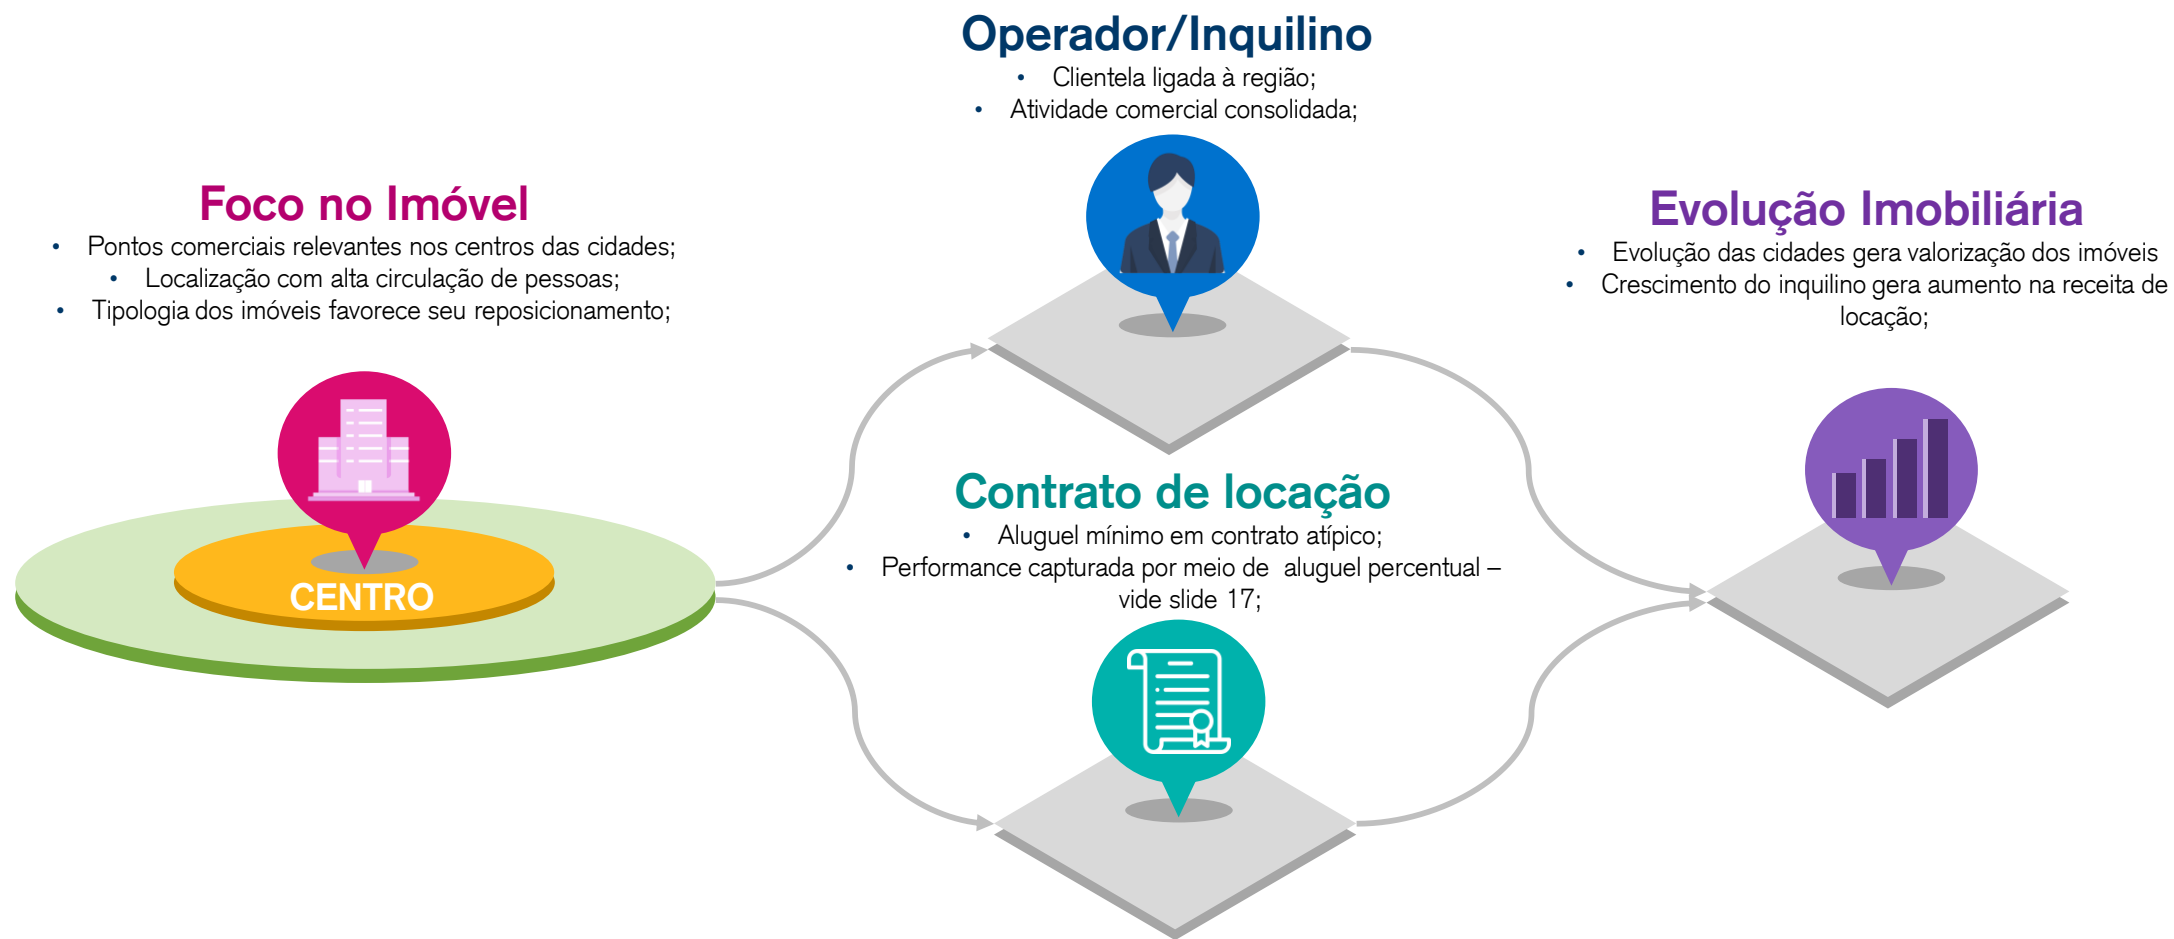 Operador/Inquilino
• Clientela ligada à região;
• Atividade comercial consolidada;
Foco no Imóvel
• Pontos comerciais relevantes nos centros das cidades;
• Localização com alta circulação de pessoas;
• Tipologia dos imóveis favorece seu reposicionamento;
CENTRO
Contrato de locação
• Aluguel mínimo em contrato atípico;
• Performance capturada por meio de  aluguel percentual –
vide slide 17;
Evolução Imobiliária
• Evolução das cidades gera valorização dos imóveis
• Crescimento do inquilino gera aumento na receita de
locação;